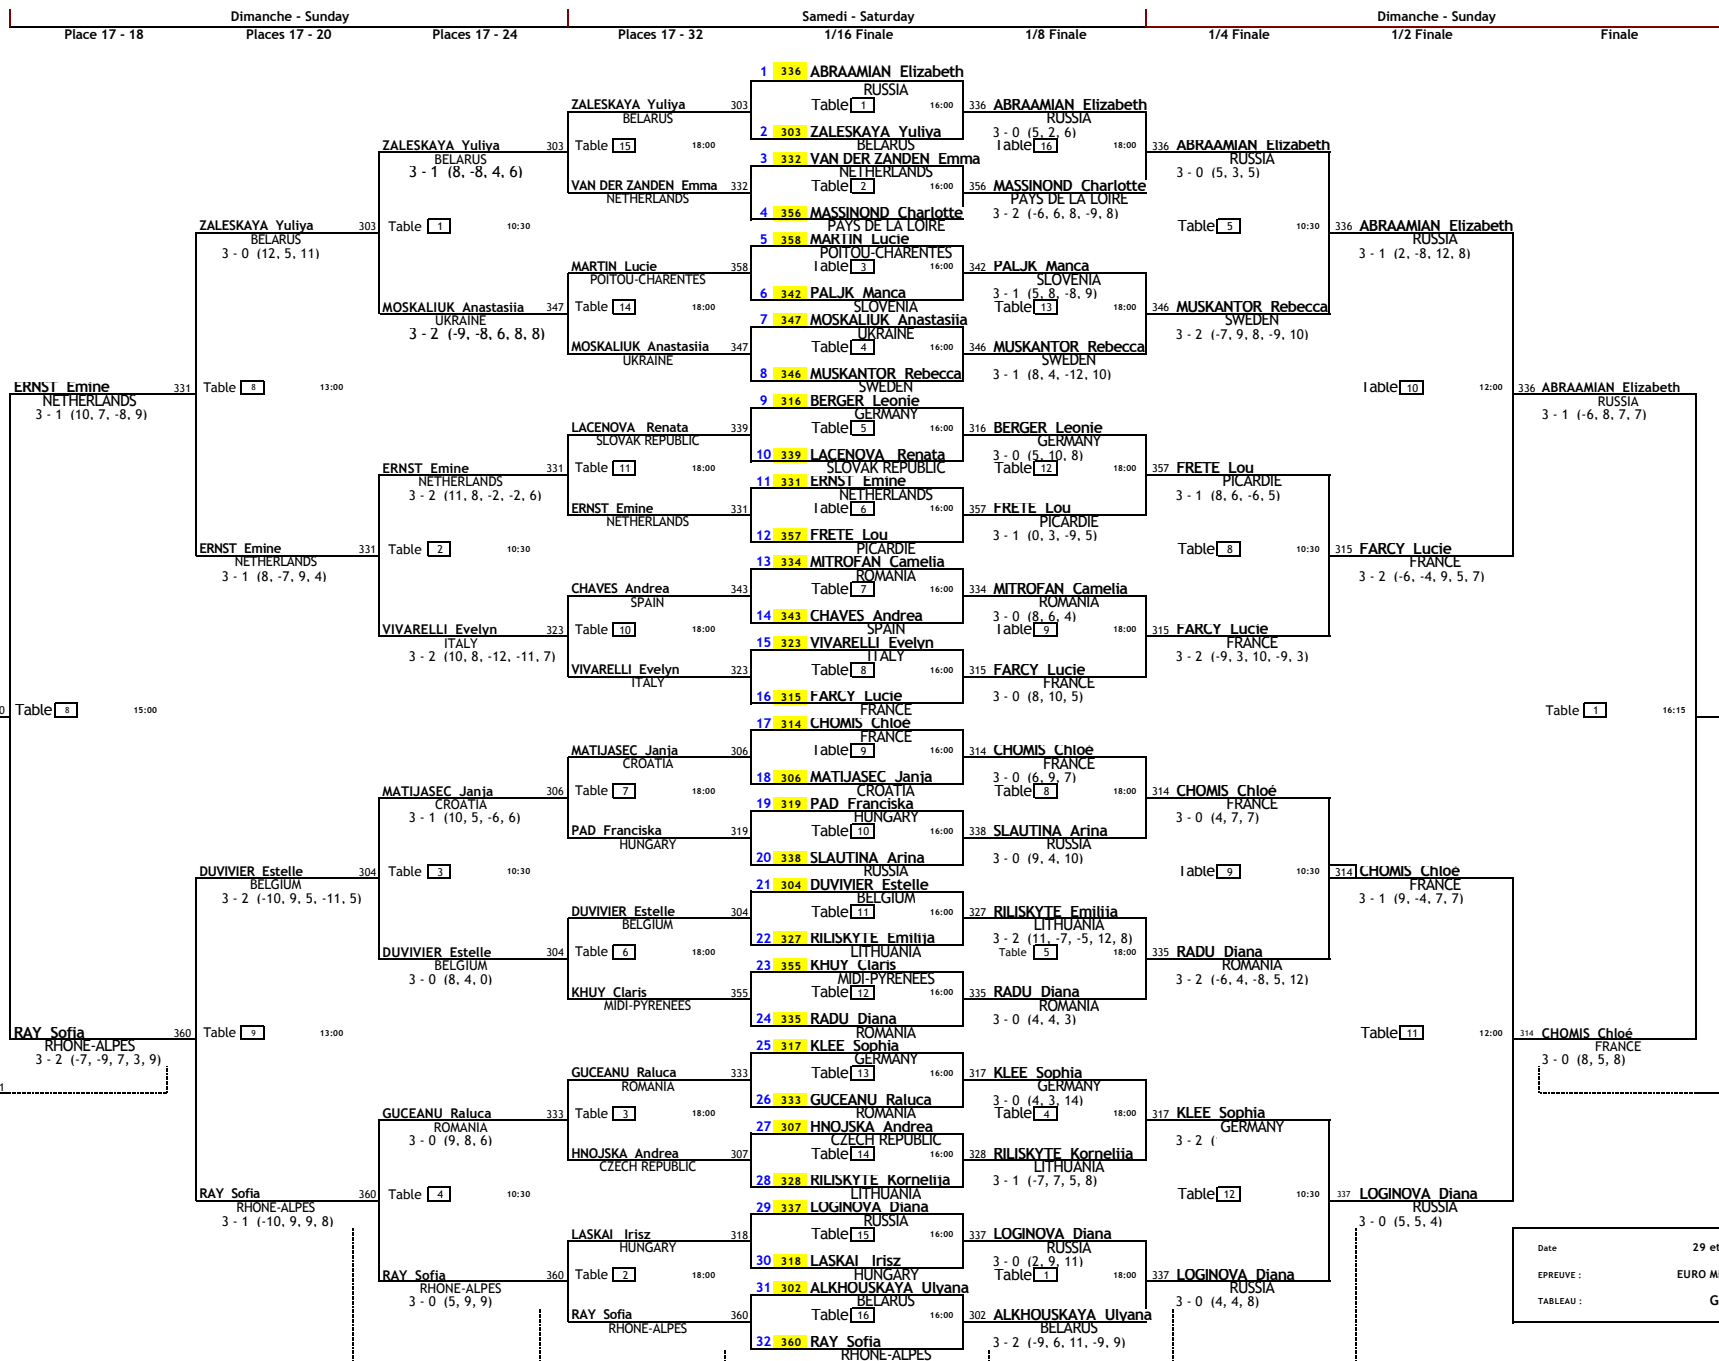 Dimanche - Sunday Samedi - Saturday Dimanche - Sunday
Place 17 - 18 Places 17 - 20 Places 17 - 24 Places 17 - 32 1/16 Finale 1/8 Finale 1/4 Finale 1/2 Finale Finale
1 336 ABRAAMIAN Elizabeth
RUSSIA
ZALESKAYA Yuliya 303 Table 1 16:00 336 ABRAAMIAN Elizabeth
BELARUS RUSSIA
2 303 ZALESKAYA Yuliya 3 - 0 (5, 2, 6)
ZALESKAYA Yuliya 303 Table 15 18:00 BELARUS Table 16 18:00 336 ABRAAMIAN Elizabeth
BELARUS 3 332 VAN DER ZANDEN Emma RUSSIA
3 - 1 (8, -8, 4, 6) NETHERLANDS 3 - 0 (5, 3, 5)
VAN DER ZANDEN Emma 332 Table 2 16:00 356 MASSINOND Charlotte
NETHERLANDS PAYS DE LA LOIRE
4 356 MASSINOND Charlotte 3 - 2 (-6, 6, 8, -9, 8)
ZALESKAYA Yuliya 303 Table 1 10:30 PAYS DE LA LOIRE Table 5 10:30 336 ABRAAMIAN Elizabeth
BELARUS 5 358 MARTIN Lucie RUSSIA
3 - 0 (12, 5, 11) POITOU-CHARENTES 3 - 1 (2, -8, 12, 8)
MARTIN Lucie 358 Table 3 16:00 342 PALJK Manca
POITOU-CHARENTES SLOVENIA
6 342 PALJK Manca 3 - 1 (5, 8, -8, 9)
MOSKALIUK Anastasiia 347 Table 14 18:00 SLOVENIA Table 13 18:00 346 MUSKANTOR Rebecca
UKRAINE 7 347 MOSKALIUK Anastasiia SWEDEN
3 - 2 (-9, -8, 6, 8, 8) UKRAINE 3 - 2 (-7, 9, 8, -9, 10)
MOSKALIUK Anastasiia 347 Table 4 16:00 346 MUSKANTOR Rebecca
UKRAINE SWEDEN
8 346 MUSKANTOR Rebecca 3 - 1 (8, 4, -12, 10)
ERNST Emine 331 Table 8 13:00 SWEDEN Table 10 12:00 336 ABRAAMIAN Elizabeth
NETHERLANDS 9 316 BERGER Leonie RUSSIA
3 - 1 (10, 7, -8, 9) GERMANY 3 - 1 (-6, 8, 7, 7)
LACENOVA Renata 339 Table 5 16:00 316 BERGER Leonie
SLOVAK REPUBLIC GERMANY
10 339 LACENOVA Renata 3 - 0 (5, 10, 8)
ERNST Emine 331 Table 11 18:00 SLOVAK REPUBLIC Table 12 18:00 357 FRETE Lou
NETHERLANDS 11 331 ERNST Emine PICARDIE
3 - 2 (11, 8, -2, -2, 6) NETHERLANDS 3 - 1 (8, 6, -6, 5)
ERNST Emine 331 Table 6 16:00 357 FRETE Lou
NETHERLANDS PICARDIE
12 357 FRETE Lou 3 - 1 (0, 3, -9, 5)
ERNST Emine 331 Table 2 10:30 PICARDIE Table 8 10:30 315 FARCY Lucie
NETHERLANDS 13 334 MITROFAN Camelia FRANCE
3 - 1 (8, -7, 9, 4) ROMANIA 3 - 2 (-6, -4, 9, 5, 7)
CHAVES Andrea 343 Table 7 16:00 334 MITROFAN Camelia
SPAIN ROMANIA
14 343 CHAVES Andrea 3 - 0 (8, 6, 4)
VIVARELLI Evelyn 323 Table 10 18:00 SPAIN Table 9 18:00 315 FARCY Lucie
ITALY 15 323 VIVARELLI Evelyn FRANCE
3 - 2 (10, 8, -12, -11, 7) ITALY 3 - 2 (-9, 3, 10, -9, 3)
VIVARELLI Evelyn 323 Table 8 16:00 315 FARCY Lucie
ITALY FRANCE
16 315 FARCY Lucie 3 - 0 (8, 10, 5)
0 Table 8 15:00 FRANCE Table 1 16:15
17 314 CHOMIS Chloé
FRANCE
MATIJASEC Janja 306 Table 9 16:00 314 CHOMIS Chloé
CROATIA FRANCE
18 306 MATIJASEC Janja 3 - 0 (6, 9, 7)
MATIJASEC Janja 306 Table 7 18:00 CROATIA Table 8 18:00 314 CHOMIS Chloé
CROATIA 19 319 PAD Franciska FRANCE
3 - 1 (10, 5, -6, 6) HUNGARY 3 - 0 (4, 7, 7)
PAD Franciska 319 Table 10 16:00 338 SLAUTINA Arina
HUNGARY RUSSIA
20 338 SLAUTINA Arina 3 - 0 (9, 4, 10)
DUVIVIER Estelle 304 Table 3 10:30 RUSSIA Table 9 10:30 314 CHOMIS Chloé
BELGIUM 21 304 DUVIVIER Estelle FRANCE
3 - 2 (-10, 9, 5, -11, 5) BELGIUM 3 - 1 (9, -4, 7, 7)
DUVIVIER Estelle 304 Table 11 16:00 327 RILISKYTE Emilija
BELGIUM LITHUANIA
22 327 RILISKYTE Emilija 3 - 2 (11, -7, -5, 12, 8)
DUVIVIER Estelle 304 Table 6 18:00 LITHUANIA Table 5 18:00 335 RADU Diana
BELGIUM 23 355 KHUY Claris ROMANIA
3 - 0 (8, 4, 0) MIDI-PYRENEES 3 - 2 (-6, 4, -8, 5, 12)
KHUY Claris 355 Table 12 16:00 335 RADU Diana
MIDI-PYRENEES ROMANIA
24 335 RADU Diana 3 - 0 (4, 4, 3)
RAY Sofia 360 Table 9 13:00 ROMANIA Table 11 12:00 314 CHOMIS Chloé
RHONE-ALPES 25 317 KLEE Sophia FRANCE
3 - 2 (-7, -9, 7, 3, 9) GERMANY 3 - 0 (8, 5, 8)
GUCEANU Raluca 333 Table 13 16:00 317 KLEE Sophia
1 ROMANIA GERMANY
26 333 GUCEANU Raluca 3 - 0 (4, 3, 14)
GUCEANU Raluca 333 Table 3 18:00 ROMANIA Table 4 18:00 317 KLEE Sophia
ROMANIA 27 307 HNOJSKA Andrea GERMANY
3 - 0 (9, 8, 6) CZECH REPUBLIC 3 - 2 (
HNOJSKA Andrea 307 Table 14 16:00 328 RILISKYTE Kornelija
CZECH REPUBLIC LITHUANIA
28 328 RILISKYTE Kornelija 3 - 1 (-7, 7, 5, 8)
RAY Sofia 360 Table 4 10:30 LITHUANIA Table 12 10:30 337 LOGINOVA Diana
RHONE-ALPES 29 337 LOGINOVA Diana RUSSIA
3 - 1 (-10, 9, 9, 8) RUSSIA 3 - 0 (5, 5, 4)
LASKAI Irisz 318 Table 15 16:00 337 LOGINOVA Diana
HUNGARY RUSSIA Date 29 et
30 318 LASKAI Irisz 3 - 0 (2, 9, 11)
RAY Sofia 360 Table 2 18:00 HUNGARY Table 1 18:00 337 LOGINOVA Diana EPREUVE : EURO M
RHONE-ALPES 31 302 ALKHOUSKAYA Ulyana RUSSIA
3 - 0 (5, 9, 9) BELARUS 3 - 0 (4, 4, 8) TABLEAU : G
RAY Sofia 360 Table 16 16:00 302 ALKHOUSKAYA Ulyana
RHONE-ALPES BELARUS
32 360 RAY Sofia 3 - 2 (-9, 6, 11, -9, 9)
RHONE-ALPES